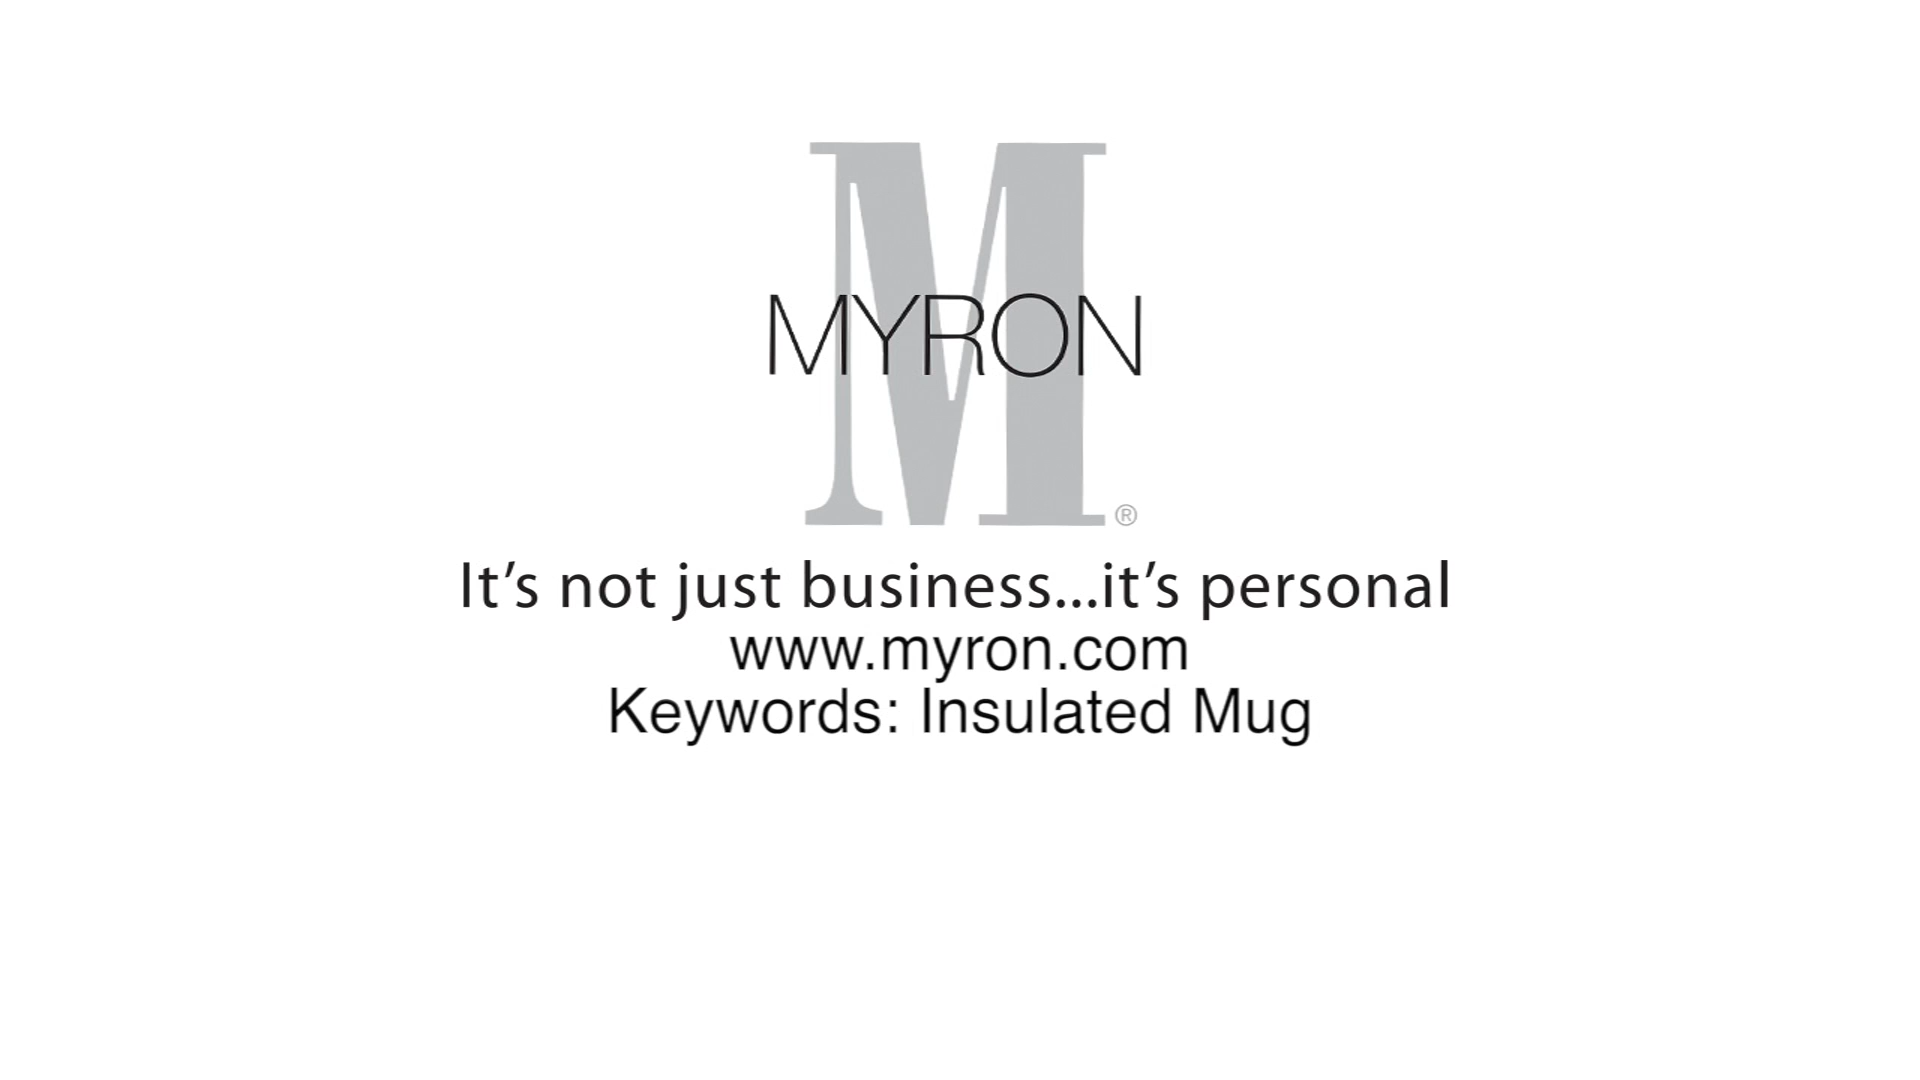 M
MYRON
®
It’s not just business...it’s personal
www.myron.com
Keywords: Insulated Mug